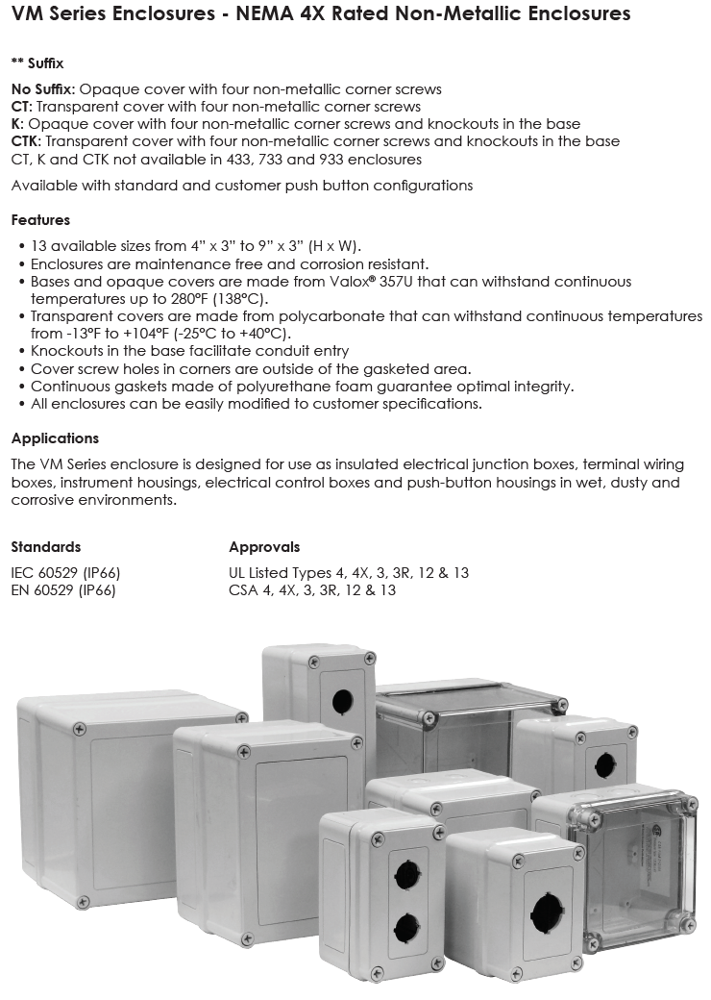 VM Series Enclosures - NEMA 4X Rated Non-Metallic Enclosures
** Suffix
No Suffix: Opaque cover with four non-metallic corner screws
CT: Transparent cover with four non-metallic corner screws
K: Opaque cover with four non-metallic corner screws and knockouts in the base
CTK: Transparent cover with four non-metallic corner screws and knockouts in the base
CT, K and CTK not available in 433, 733 and 933 enclosures
Available with standard and customer push button configurations
Features
• 13 available sizes from 4” x 3” to 9” x 3” (H x W).
• Enclosures are maintenance free and corrosion resistant.
• Bases and opaque covers are made from Valox® 357U that can withstand continuous
temperatures up to 280°F (138°C).
• Transparent covers are made from polycarbonate that can withstand continuous temperatures
from -13°F to +104°F (-25°C to +40°C).
• Knockouts in the base facilitate conduit entry
• Cover screw holes in corners are outside of the gasketed area.
• Continuous gaskets made of polyurethane foam guarantee optimal integrity.
• All enclosures can be easily modified to customer specifications.
Applications
The VM Series enclosure is designed for use as insulated electrical junction boxes, terminal wiring
boxes, instrument housings, electrical control boxes and push-button housings in wet, dusty and
corrosive environments.
Standards
IEC 60529 (IP66)
EN 60529 (IP66)
Approvals
UL Listed Types 4, 4X, 3, 3R, 12 & 13
CSA 4, 4X, 3, 3R, 12 & 13